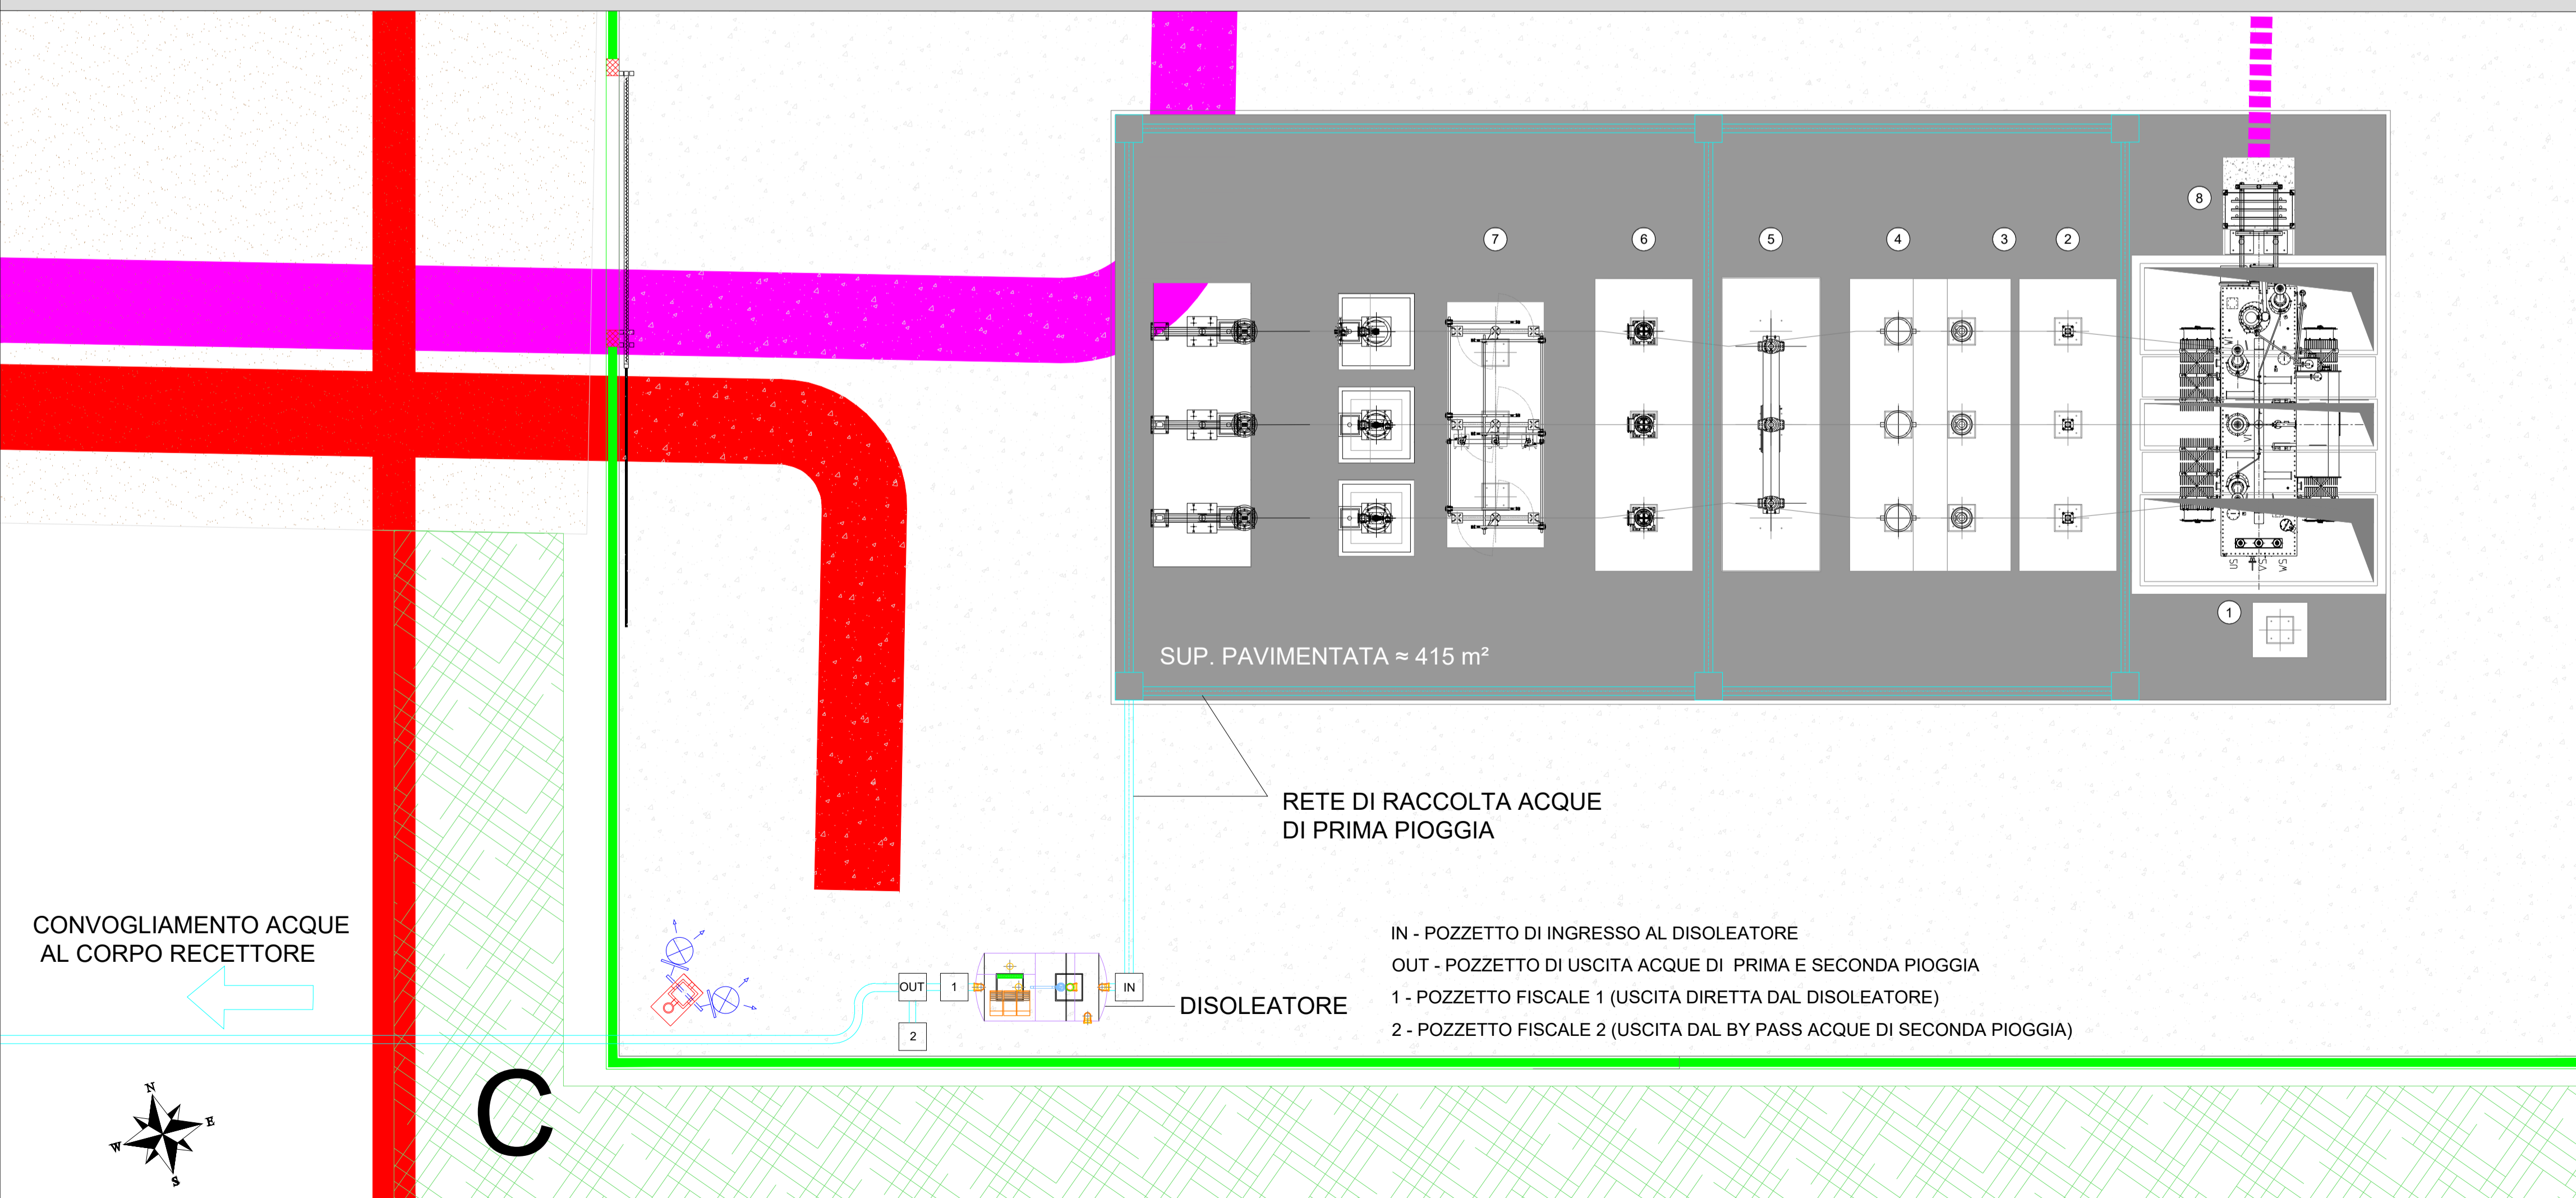 8
7
6
5
4
3
2
1
SUP. PAVIMENTATA ≈ 415 m²
RETE DI RACCOLTA ACQUE
DI PRIMA PIOGGIA
CONVOGLIAMENTO ACQUE
AL CORPO RECETTORE
OUT
1
IN
2
DISOLEATORE
IN - POZZETTO DI INGRESSO AL DISOLEATORE
OUT - POZZETTO DI USCITA ACQUE DI PRIMA E SECONDA PIOGGIA
1 - POZZETTO FISCALE 1 (USCITA DIRETTA DAL DISOLEATORE)
2 - POZZETTO FISCALE 2 (USCITA DAL BY PASS ACQUE DI SECONDA PIOGGIA)
C
N
E
W
S